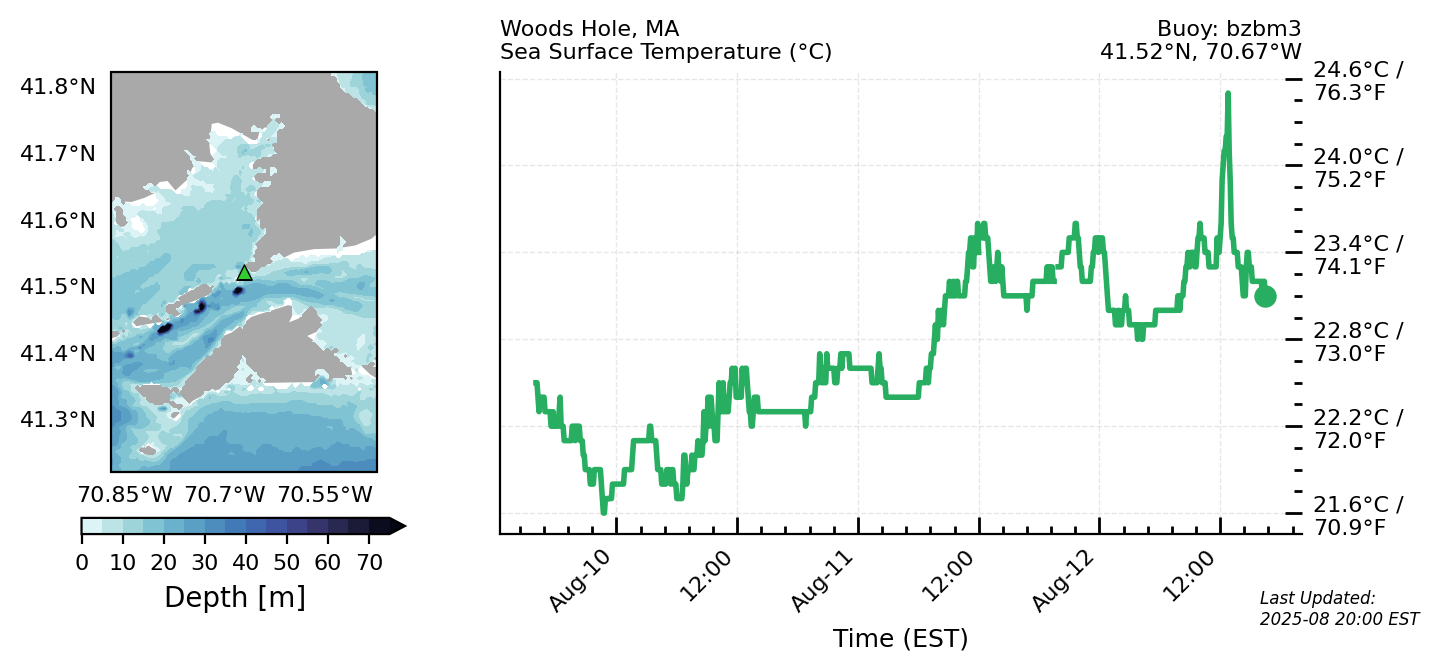 Woods Hole, MA
Sea Surface Temperature (°C)
Buoy: bzbm3
41.52°N, 70.67°W
41.8°N
41.7°N
41.6°N
41.5°N
41.4°N
41.3°N
70.85°W 70.7°W 70.55°W
0 10 20 30 40 50 60 70
Depth [m]
24.6°C /
76.3°F
24.0°C /
75.2°F
23.4°C /
74.1°F
22.8°C /
73.0°F
22.2°C /
72.0°F
21.6°C /
70.9°F
Aug-10 12:00 Aug-11 12:00 Aug-12 12:00
Time (EST)
Last Updated:
2025-08 20:00 EST